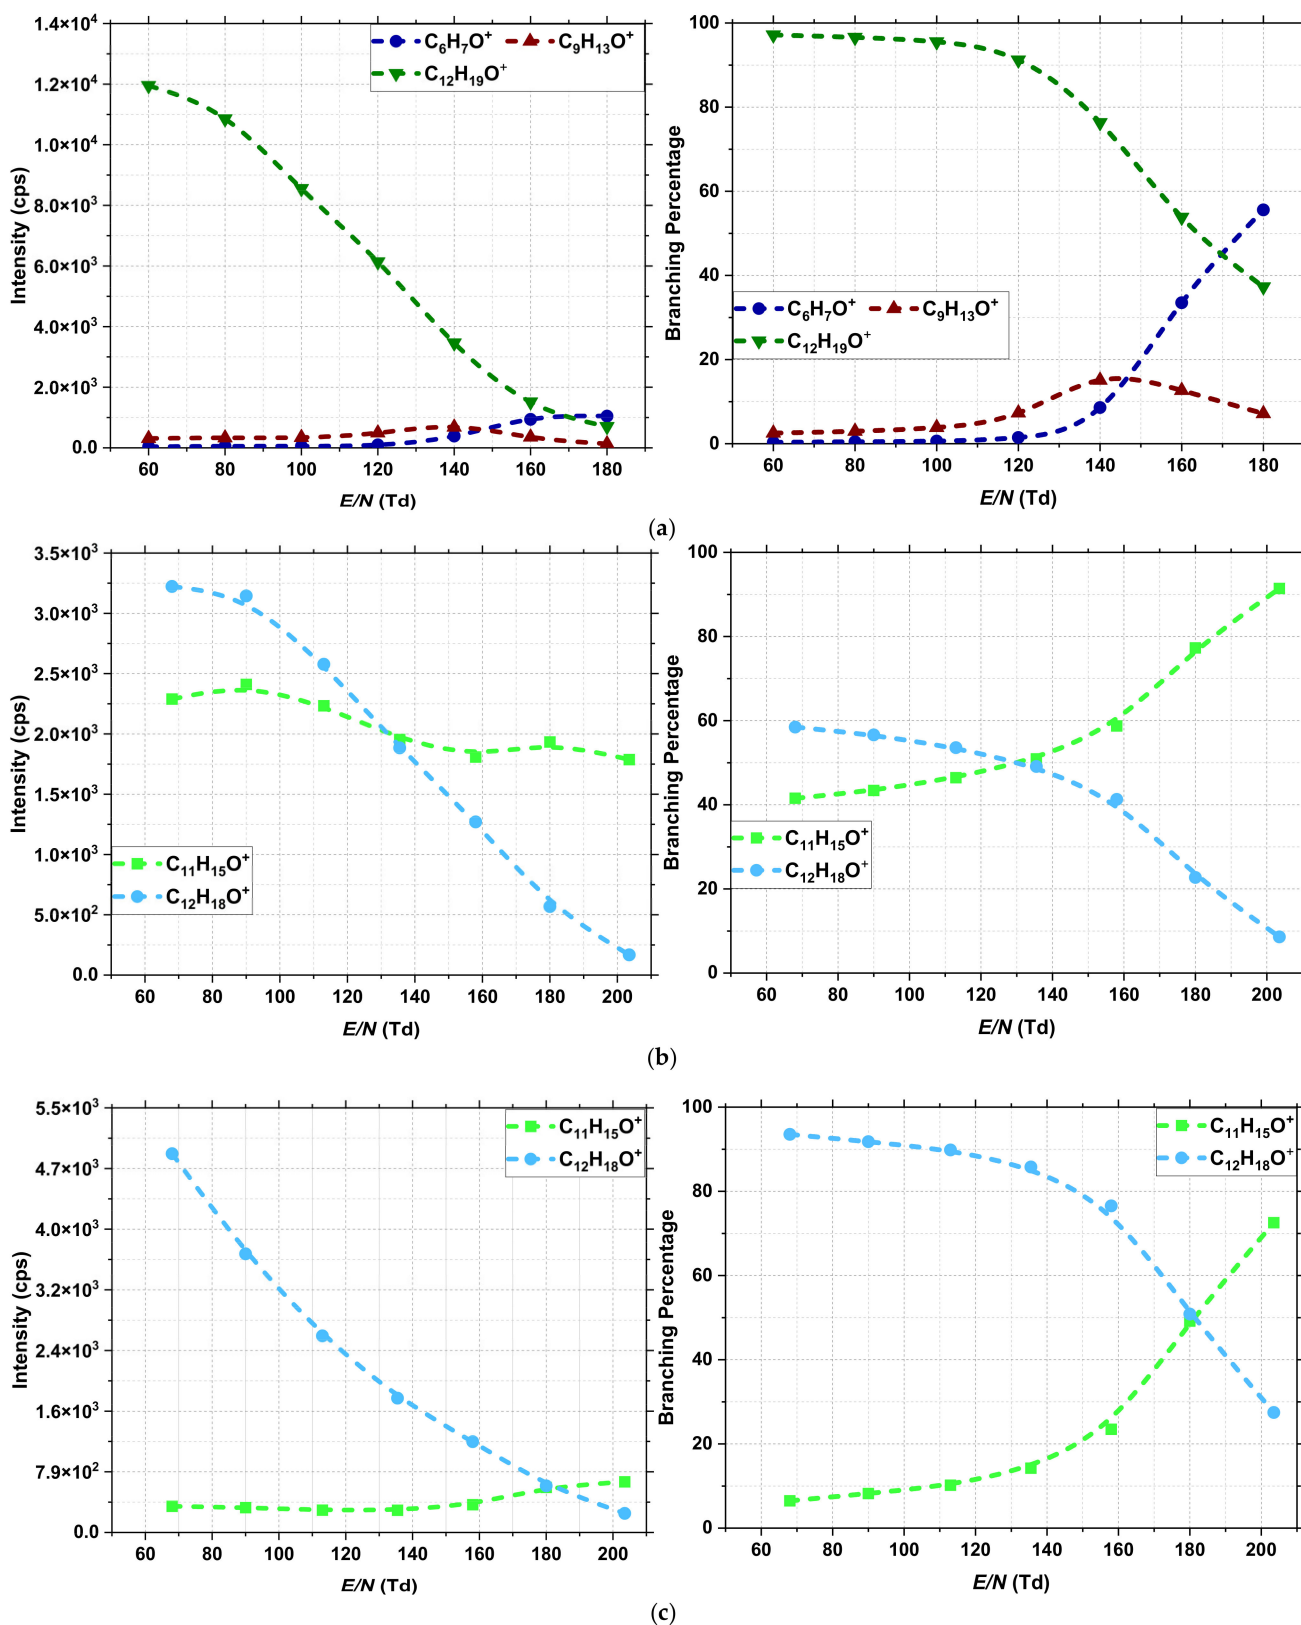 1.4×10⁴
1.2×10⁴
1.0×10⁴
8.0×10³
6.0×10³
4.0×10³
2.0×10³
0.0
Intensity (cps)
C₆H₇O⁺ C₉H₁₃O⁺
C₁₂H₁₉O⁺
60 80 100 120 140 160 180
E/N (Td)
100
80
60
40
20
0
Branching Percentage
C₆H₇O⁺ C₉H₁₃O⁺
C₁₂H₁₉O⁺
60 80 100 120 140 160 180
E/N (Td)
(a)
3.5×10³
3.0×10³
2.5×10³
2.0×10³
1.5×10³
1.0×10³
5.0×10²
0.0
Intensity (cps)
C₁₁H₁₅O⁺
C₁₂H₁₈O⁺
60 80 100 120 140 160 180 200
E/N (Td)
100
80
60
40
20
0
Branching Percentage
C₁₁H₁₅O⁺
C₁₂H₁₈O⁺
60 80 100 120 140 160 180 200
E/N (Td)
(b)
5.5×10³
4.7×10³
4.0×10³
3.2×10³
2.4×10³
1.6×10³
7.9×10²
0.0
Intensity (cps)
C₁₁H₁₅O⁺
C₁₂H₁₈O⁺
60 80 100 120 140 160 180 200
E/N (Td)
100
80
60
40
20
0
Branching Percentage
C₁₁H₁₅O⁺
C₁₂H₁₈O⁺
60 80 100 120 140 160 180 200
E/N (Td)
(c)